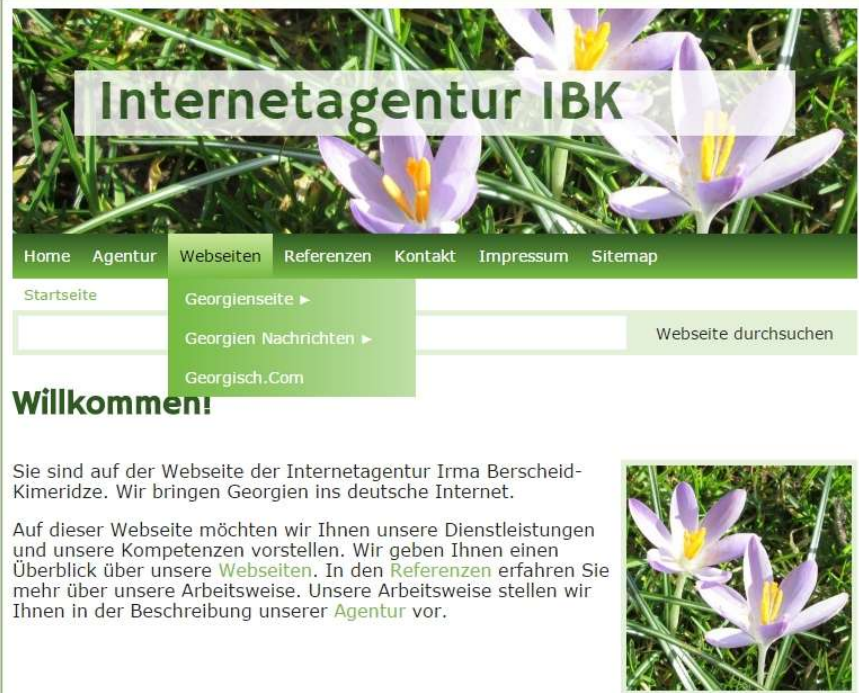 Internetagentur IBK
Home Agentur Webseiten Referenzen Kontakt Impressum Sitemap
Startseite
Georgienseite ►
Georgien Nachrichten ►
Georgisch.Com
Webseite durchsuchen
Willkommen!
Sie sind auf der Webseite der Internetagentur Irma Berscheid-
Kimeridze. Wir bringen Georgien ins deutsche Internet.
Auf dieser Webseite möchten wir Ihnen unsere Dienstleistungen
und unsere Kompetenzen vorstellen. Wir geben Ihnen einen
Überblick über unsere Webseiten. In den Referenzen erfahren Sie
mehr über unsere Arbeitsweise. Unsere Arbeitsweise stellen wir
Ihnen in der Beschreibung unserer Agentur vor.